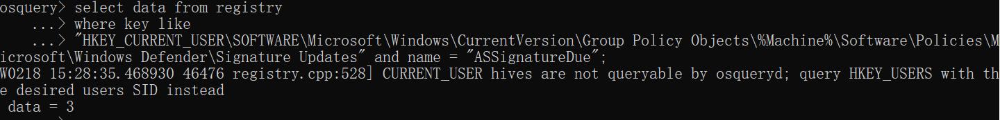 osquery> select data from registry
...> where key like
...> "HKEY_CURRENT_USER\SOFTWARE\Microsoft\Windows\CurrentVersion\Group Policy Objects\%Machine%\Software\Policies\M
icrosoft\Windows Defender\Signature Updates" and name = "ASSignatureDue";
W0218 15:28:35.468930 46476 registry.cpp:528] CURRENT_USER hives are not queryable by osqueryd; query HKEY_USERS with th
e desired users SID instead
data = 3